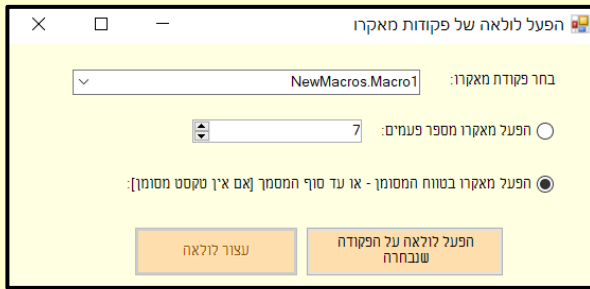 הפעל לולאה של פקודות מאקרו
בחר פקודת מאקרו:
NewMacros.Macro1
הפעל מאקרו מספר פעמים:
7
הפעל מאקרו בטווח המסומן - או עד סוף המסמך [אם אין טקסט מסומן]:
הפעל לולאה על הפקודה
שנבחרה
עצור לולאה